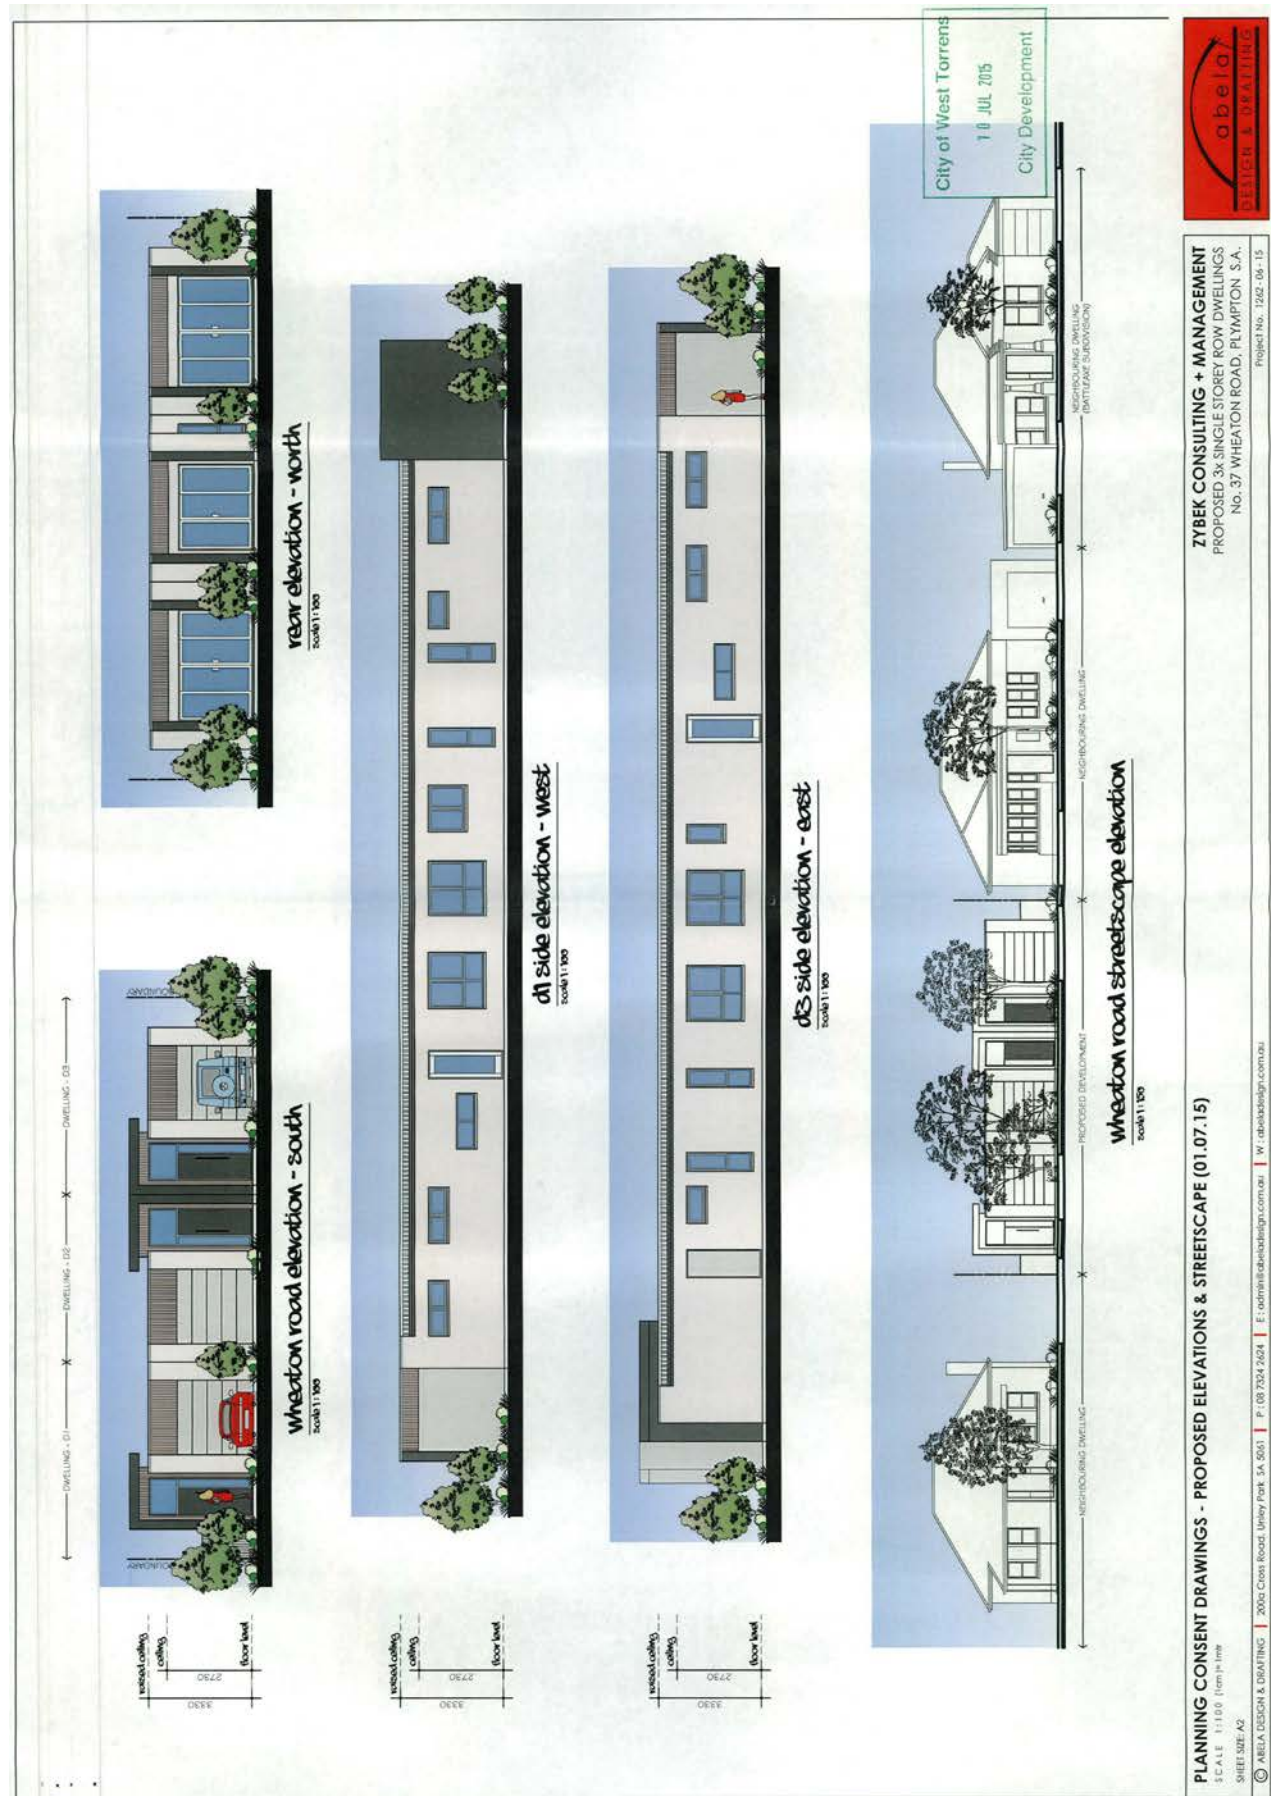 DWELLING - D1
DWELLING - D2
DWELLING - D3
BOUNDARY
BOUNDARY
raised ceiling
ceiling
floor level
3330
2730
wheaton road elevation - south
scale 1:100
rear elevation - north
scale 1:100
raised ceiling
ceiling
floor level
3330
2730
d1 side elevation - west
scale 1:100
raised ceiling
ceiling
floor level
3330
2730
d3 side elevation - east
scale 1:100
City of West Torrens
10 JUL 2015
City Development
NEIGHBOURING DWELLING
PROPOSED DEVELOPMENT
NEIGHBOURING DWELLING
NEIGHBOURING DWELLING
(BATTLEAXE SUBDIVISION)
wheaton road streetscape elevation
PLANNING CONSENT DRAWINGS - PROPOSED ELEVATIONS & STREETSCAPE (01.07.15)
SCALE 1:100 (1cm = 1mtr
SHEET SIZE: A2
ZYBEK CONSULTING + MANAGEMENT
PROPOSED 3x SINGLE STOREY ROW DWELLINGS
No. 37 WHEATON ROAD, PLYMPTON S.A.
© ABELA DESIGN & DRAFTING | 200a Cross Road, Unley Park SA 5061 | P: 08 7324 2624 | E: admin@abeladesign.com.au | W: abeladesign.com.au
Project No. 1262-06-15
abela
DESIGN & DRAFTING